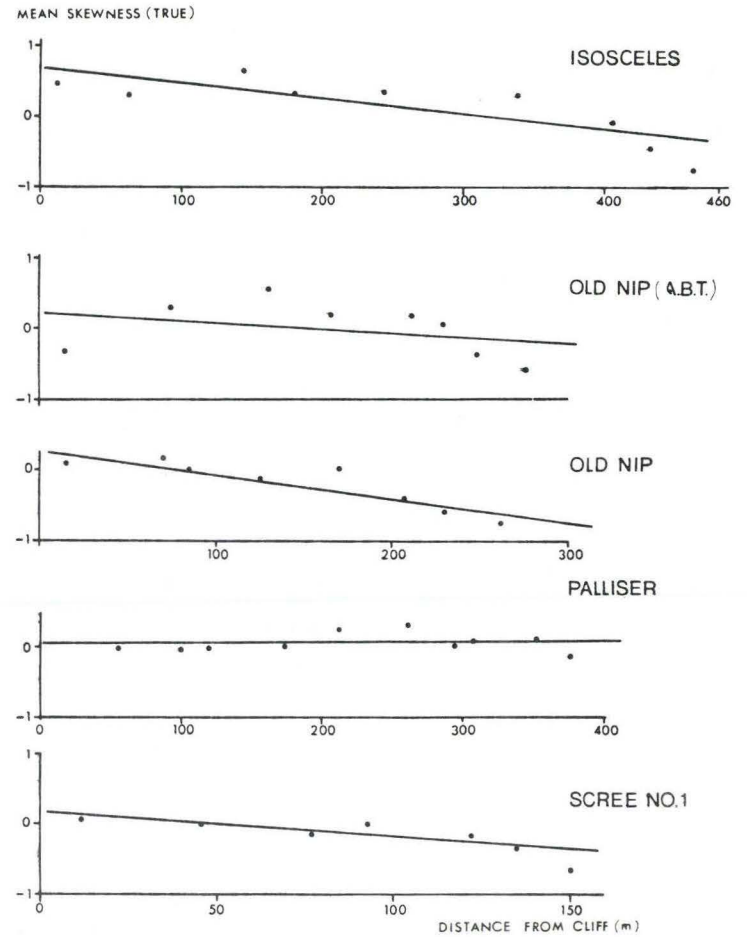 MEAN SKEWNESS (TRUE)
ISOSCELES
1
0
-1
0 100 200 300 400 460
OLD NIP (A.B.T.)
1
0
-1
OLD NIP
0
-1
100 200 300
PALLISER
0
-1
0 100 200 300 400
SCREE NO.1
1
0
-1
0 50 100 150
DISTANCE FROM CLIFF (m)